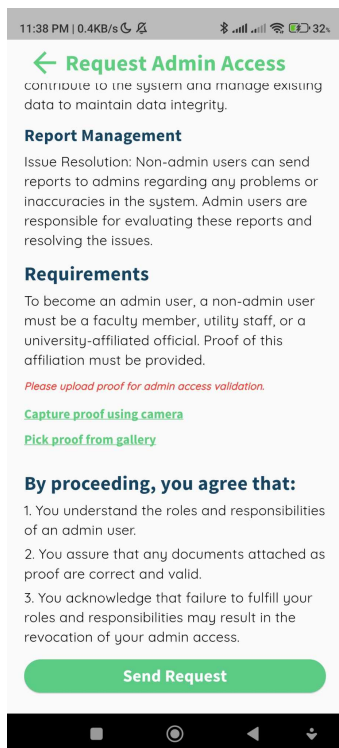 11:38 PM | 0.4KB/s
32%
Request Admin Access
contribute to the system and manage existing
data to maintain data integrity.
Report Management
Issue Resolution: Non-admin users can send
reports to admins regarding any problems or
inaccuracies in the system. Admin users are
responsible for evaluating these reports and
resolving the issues.
Requirements
To become an admin user, a non-admin user
must be a faculty member, utility staff, or a
university-affiliated official. Proof of this
affiliation must be provided.
Please upload proof for admin access validation.
Capture proof using camera
Pick proof from gallery
By proceeding, you agree that:
1. You understand the roles and responsibilities
of an admin user.
2. You assure that any documents attached as
proof are correct and valid.
3. You acknowledge that failure to fulfill your
roles and responsibilities may result in the
revocation of your admin access.
Send Request